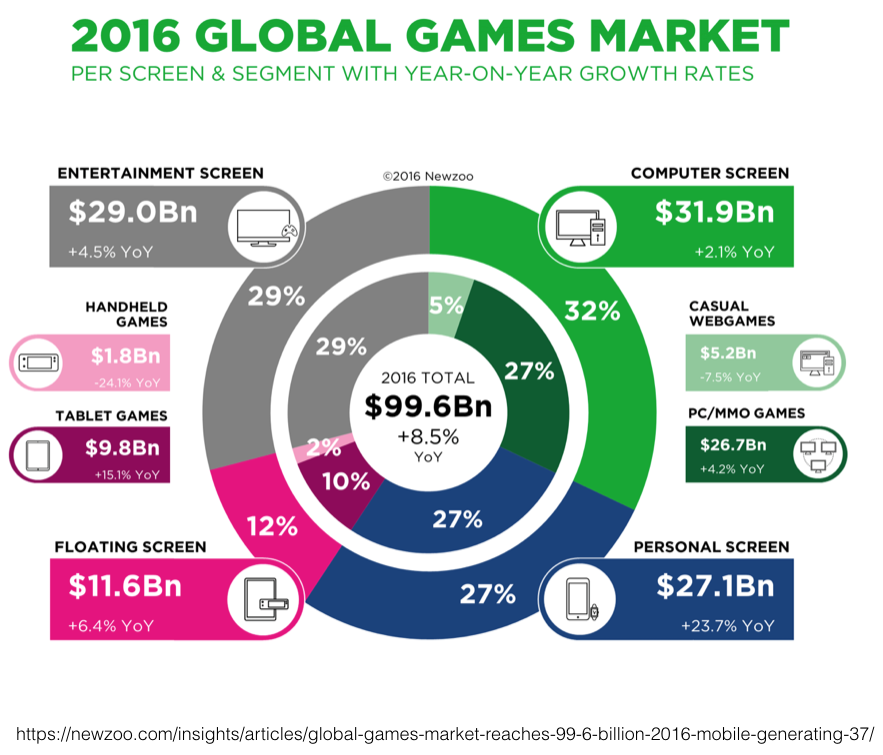 2016 GLOBAL GAMES MARKET
PER SCREEN & SEGMENT WITH YEAR-ON-YEAR GROWTH RATES
©2016 Newzoo
ENTERTAINMENT SCREEN
$29.0Bn
+4.5% YoY
COMPUTER SCREEN
$31.9Bn
+2.1% YoY
HANDHELD
GAMES
$1.8Bn
-24.1% YoY
TABLET GAMES
$9.8Bn
+15.1% YoY
29%
32%
5%
29%
27%
2%
10%
27%
12%
27%
2016 TOTAL
$99.6Bn
+8.5%
YoY
CASUAL
WEBGAMES
$5.2Bn
-7.5% YoY
PC/MMO GAMES
$26.7Bn
+4.2% YoY
FLOATING SCREEN
$11.6Bn
+6.4% YoY
PERSONAL SCREEN
$27.1Bn
+23.7% YoY
https://newzoo.com/insights/articles/global-games-market-reaches-99-6-billion-2016-mobile-generating-37/